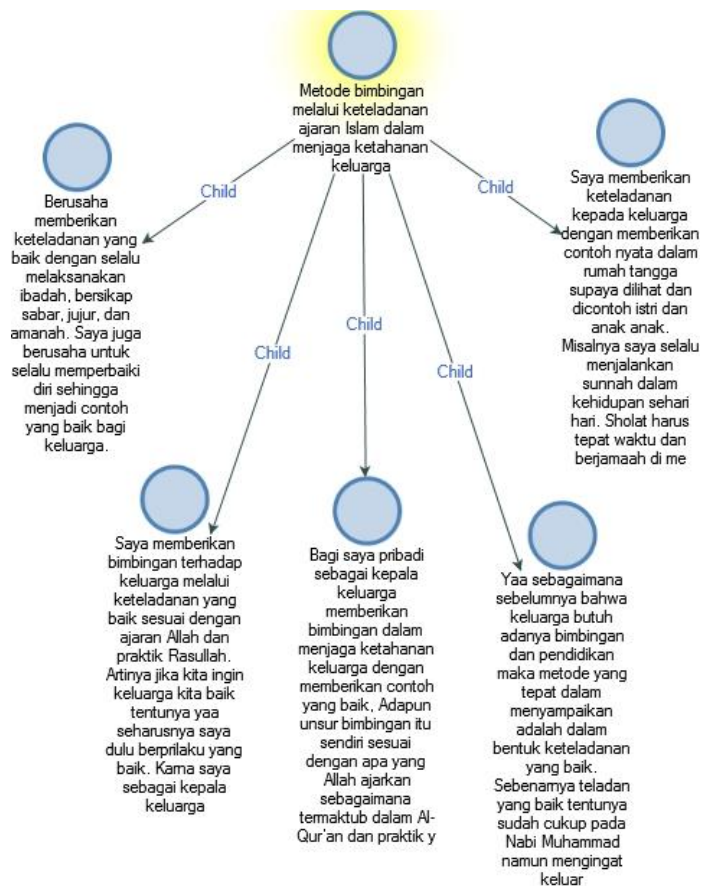 Metode bimbingan
melalui keteladanan
ajaran Islam dalam
menjaga ketahanan
keluarga
Child
Child
Child
Child
Child
Berusaha
memberikan
keteladanan yang
baik dengan selalu
melaksanakan
ibadah, bersikap
sabar, jujur, dan
amanah. Saya juga
berusaha untuk
selalu memperbaiki
diri sehingga
menjadi contoh
yang baik bagi
keluarga.
Saya memberikan
bimbingan terhadap
keluarga melalui
keteladanan yang
baik sesuai dengan
ajaran Allah dan
praktik Rasullah.
Artinya jika kita ingin
keluarga kita baik
tentunya yaa
seharusnya saya
dulu berprilaku yang
baik. Karna saya
sebagai kepala
keluarga
Bagi saya pribadi
sebagai kepala
keluarga
memberikan
bimbingan dalam
menjaga ketahanan
keluarga dengan
memberikan contoh
yang baik, Adapun
unsur bimbingan itu
sendiri sesuai
dengan apa yang
Allah ajarkan
sebagaimana
termaktub dalam Al-
Qur'an dan praktik y
Yaa sebagaimana
sebelumnya bahwa
keluarga butuh
adanya bimbingan
dan pendidikan
maka metode yang
tepat dalam
menyampaikan
adalah dalam
bentuk keteladanan
yang baik.
Sebenarnya teladan
yang baik tentunya
sudah cukup pada
Nabi Muhammad
namun mengingat
keluar
Saya memberikan
keteladanan
kepada keluarga
dengan memberikan
contoh nyata dalam
rumah tangga
supaya dilihat dan
dicontoh istri dan
anak anak.
Misalnya saya selalu
menjalankan
sunnah dalam
kehidupan sehari
hari. Sholat harus
tepat waktu dan
berjamaah di me